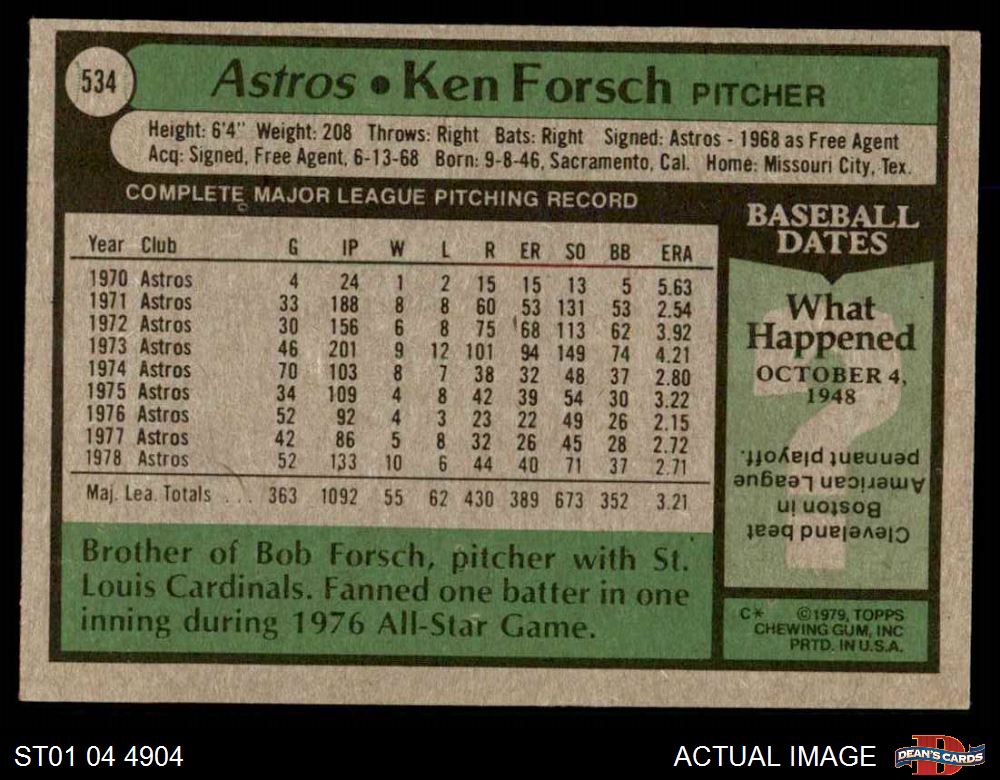 534
Astros • Ken Forsch PITCHER
Height: 6'4" Weight: 208 Throws: Right Bats: Right Signed: Astros - 1968 as Free Agent
Acq: Signed, Free Agent, 6-13-68 Born: 9-8-46, Sacramento, Cal. Home: Missouri City, Tex.
COMPLETE MAJOR LEAGUE PITCHING RECORD
Year Club G IP W L R ER SO BB ERA
1970 Astros 4 24 1 2 15 15 13 5 5.63
1971 Astros 33 188 8 8 60 53 131 53 2.54
1972 Astros 30 156 6 8 75 68 113 62 3.92
1973 Astros 46 201 9 12 101 94 149 74 4.21
1974 Astros 70 103 8 7 38 32 48 37 2.80
1975 Astros 34 109 4 8 42 39 54 30 3.22
1976 Astros 52 92 4 3 23 22 49 26 2.15
1977 Astros 42 86 5 8 32 26 45 28 2.72
1978 Astros 52 133 10 6 44 40 71 37 2.71
Maj. Lea. Totals . . . 363 1092 55 62 430 389 673 352 3.21
Brother of Bob Forsch, pitcher with St.
Louis Cardinals. Fanned one batter in one
inning during 1976 All-Star Game.
BASEBALL
DATES
What
Happened
OCTOBER 4,
1948
?
Cleveland beat
Boston in
American League
pennant playoff.
C* ©1979, TOPPS
CHEWING GUM, INC
PRTD. IN U.S.A.
ST01 04 4904
ACTUAL IMAGE
D
DEAN'S CARDS